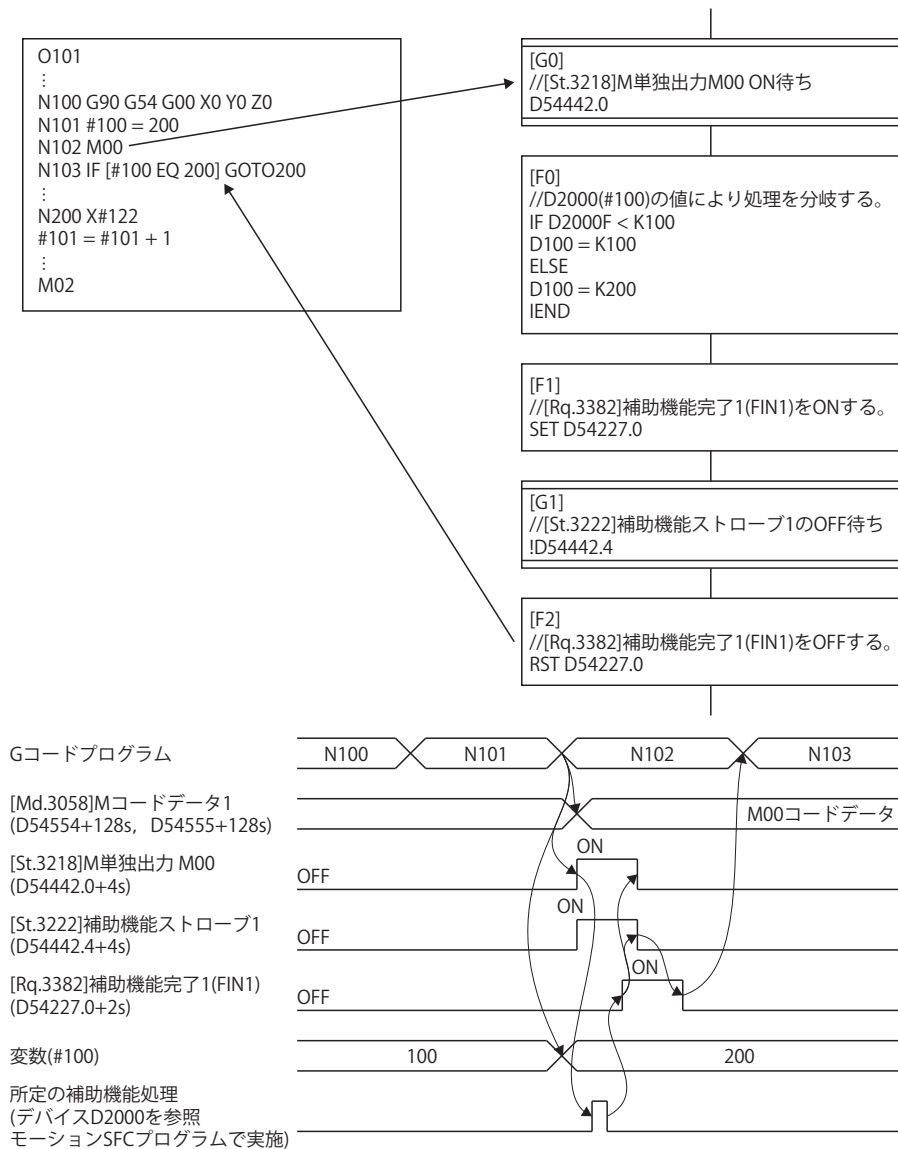 O101
⋮
N100 G90 G54 G00 X0 Y0 Z0
N101 #100 = 200
N102 M00
N103 IF [#100 EQ 200] GOTO200
⋮
N200 X#122
#101 = #101 + 1
⋮
M02
[G0]
//[St.3218]M単独出力M00 ON待ち
D54442.0
[F0]
//D2000(#100)の値により処理を分岐する。
IF D2000F < K100
D100 = K100
ELSE
D100 = K200
IEND
[F1]
//[Rq.3382]補助機能完了1(FIN1)をONする。
SET D54227.0
[G1]
//[St.3222]補助機能ストローブ1のOFF待ち
!D54442.4
[F2]
//[Rq.3382]補助機能完了1(FIN1)をOFFする。
RST D54227.0
Gコードプログラム
N100
N101
N102
N103
[Md.3058]Mコードデータ1
(D54554+128s, D54555+128s)
M00コードデータ
[St.3218]M単独出力 M00
(D54442.0+4s)
OFF
ON
[St.3222]補助機能ストローブ1
(D54442.4+4s)
OFF
ON
[Rq.3382]補助機能完了1(FIN1)
(D54227.0+2s)
OFF
ON
変数(#100)
100
200
所定の補助機能処理
(デバイスD2000を参照
モーションSFCプログラムで実施)